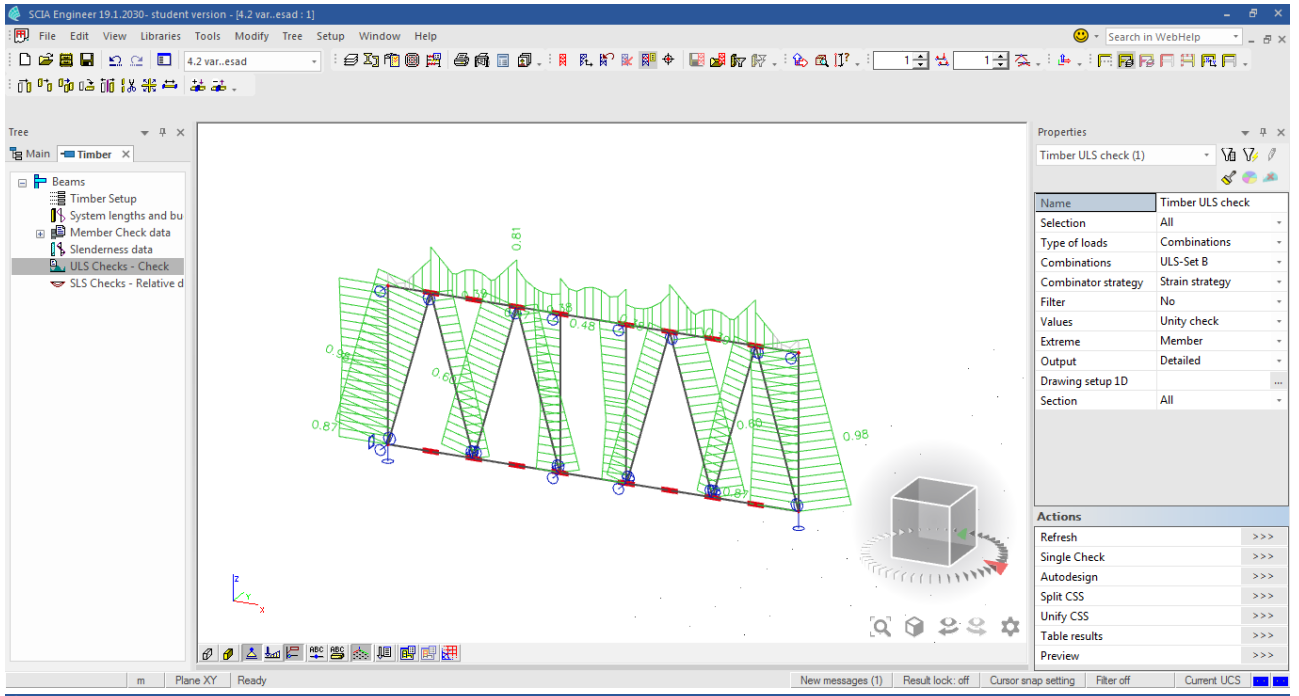 SCIA Engineer 19.1.2030- student version - [4.2 var..esad : 1]
File Edit View Libraries Tools Modify Tree Setup Window Help
Search in WebHelp
4.2 var..esad
1
1
Tree
Main Timber
Beams
Timber Setup
System lengths and bu
Member Check data
Slenderness data
ULS Checks - Check
SLS Checks - Relative d
0.81
0.48
0.60
0.87
0.60
0.98
0.87
z
Y
x
Properties
Timber ULS check (1)
Name Timber ULS check
Selection All
Type of loads Combinations
Combinations ULS-Set B
Combinator strategy Strain strategy
Filter No
Values Unity check
Extreme Member
Output Detailed
Drawing setup 1D ...
Section All
Actions
Refresh >>>
Single Check >>>
Autodesign >>>
Split CSS >>>
Unify CSS >>>
Table results >>>
Preview >>>
ABC ABC
m Plane XY Ready New messages (1) Result lock: off Cursor snap setting Filter off Current UCS